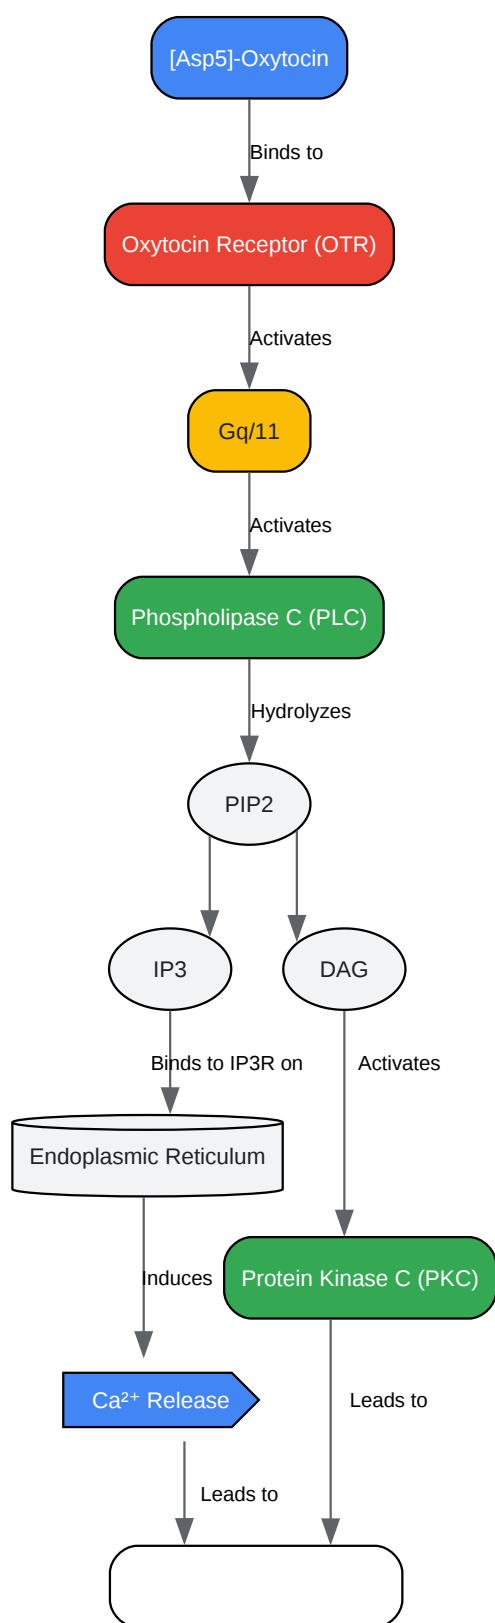 [Asp5]-Oxytocin
Binds to
Oxytocin Receptor (OTR)
Activates
Gq/11
Activates
Phospholipase C (PLC)
Hydrolyzes
PIP2
IP3
DAG
Binds to IP3R on
Activates
Endoplasmic Reticulum
Induces
Protein Kinase C (PKC)
Ca²⁺ Release
Leads to
Leads to